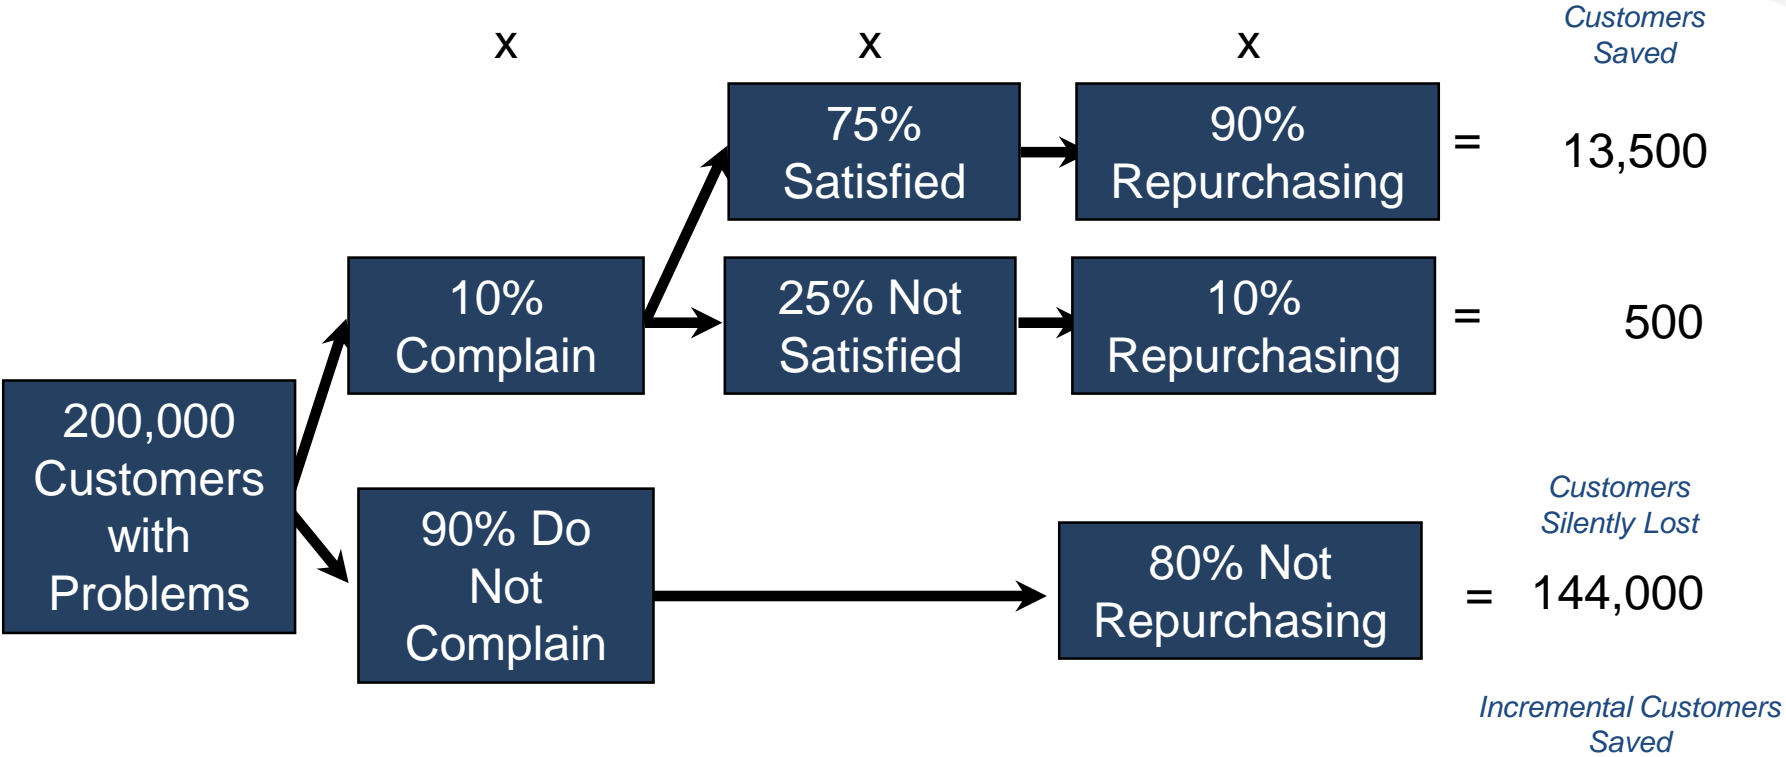 x
x
x
Customers
Saved
75%
Satisfied
90%
Repurchasing
=
13,500
10%
Complain
25% Not
Satisfied
10%
Repurchasing
=
500
200,000
Customers
with
Problems
90% Do
Not
Complain
80% Not
Repurchasing
Customers
Silently Lost
=
144,000
Incremental Customers
Saved